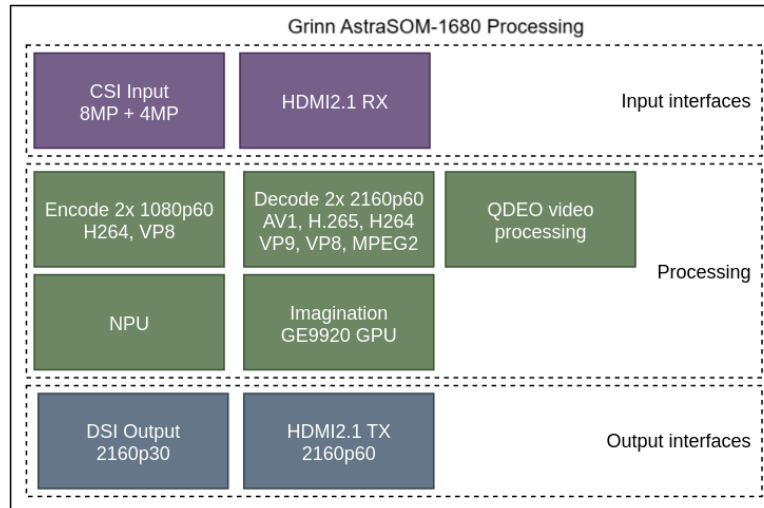 Grinn AstraSOM-1680 Processing
CSI Input
8MP + 4MP
HDMI2.1 RX
Input interfaces
Encode 2x 1080p60
H264, VP8
Decode 2x 2160p60
AV1, H.265, H264
VP9, VP8, MPEG2
QDEO video
processing
Processing
NPU
Imagination
GE9920 GPU
DSI Output
2160p30
HDMI2.1 TX
2160p60
Output interfaces